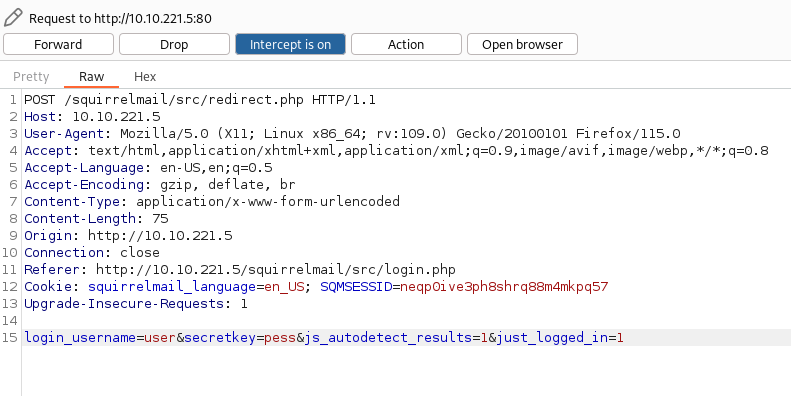 Request to http://10.10.221.5:80
Forward Drop Intercept is on Action Open browser
Pretty Raw Hex
1 POST /squirrelmail/src/redirect.php HTTP/1.1
2 Host: 10.10.221.5
3 User-Agent: Mozilla/5.0 (X11; Linux x86_64; rv:109.0) Gecko/20100101 Firefox/115.0
4 Accept: text/html,application/xhtml+xml,application/xml;q=0.9,image/avif,image/webp,*/*;q=0.8
5 Accept-Language: en-US,en;q=0.5
6 Accept-Encoding: gzip, deflate, br
7 Content-Type: application/x-www-form-urlencoded
8 Content-Length: 75
9 Origin: http://10.10.221.5
10 Connection: close
11 Referer: http://10.10.221.5/squirrelmail/src/login.php
12 Cookie: squirrelmail_language=en_US; SQMSESSID=neqp0ive3ph8shrq88m4mkpq57
13 Upgrade-Insecure-Requests: 1
14
15 login_username=user&secretkey=pess&js_autodetect_results=1&just_logged_in=1